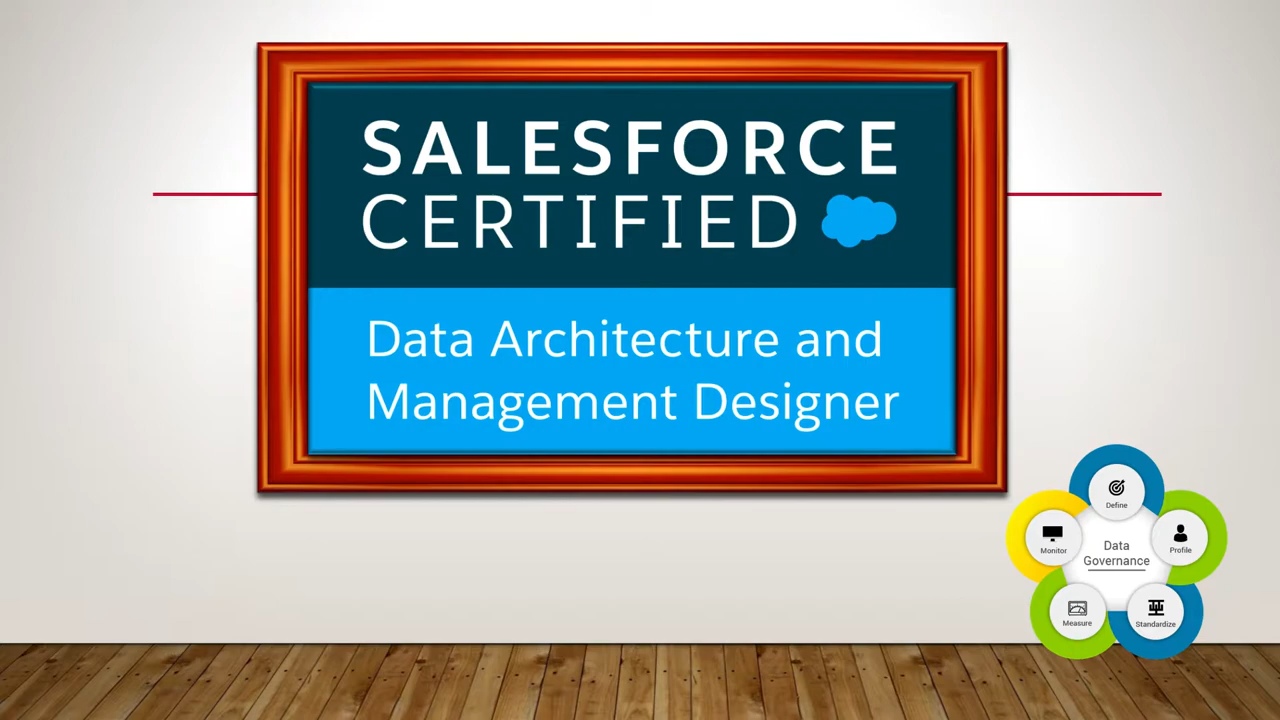 SALESFORCE
CERTIFIED
Data Architecture and
Management Designer
Define
Monitor
Profile
Data
Governance
Measure
Standardize